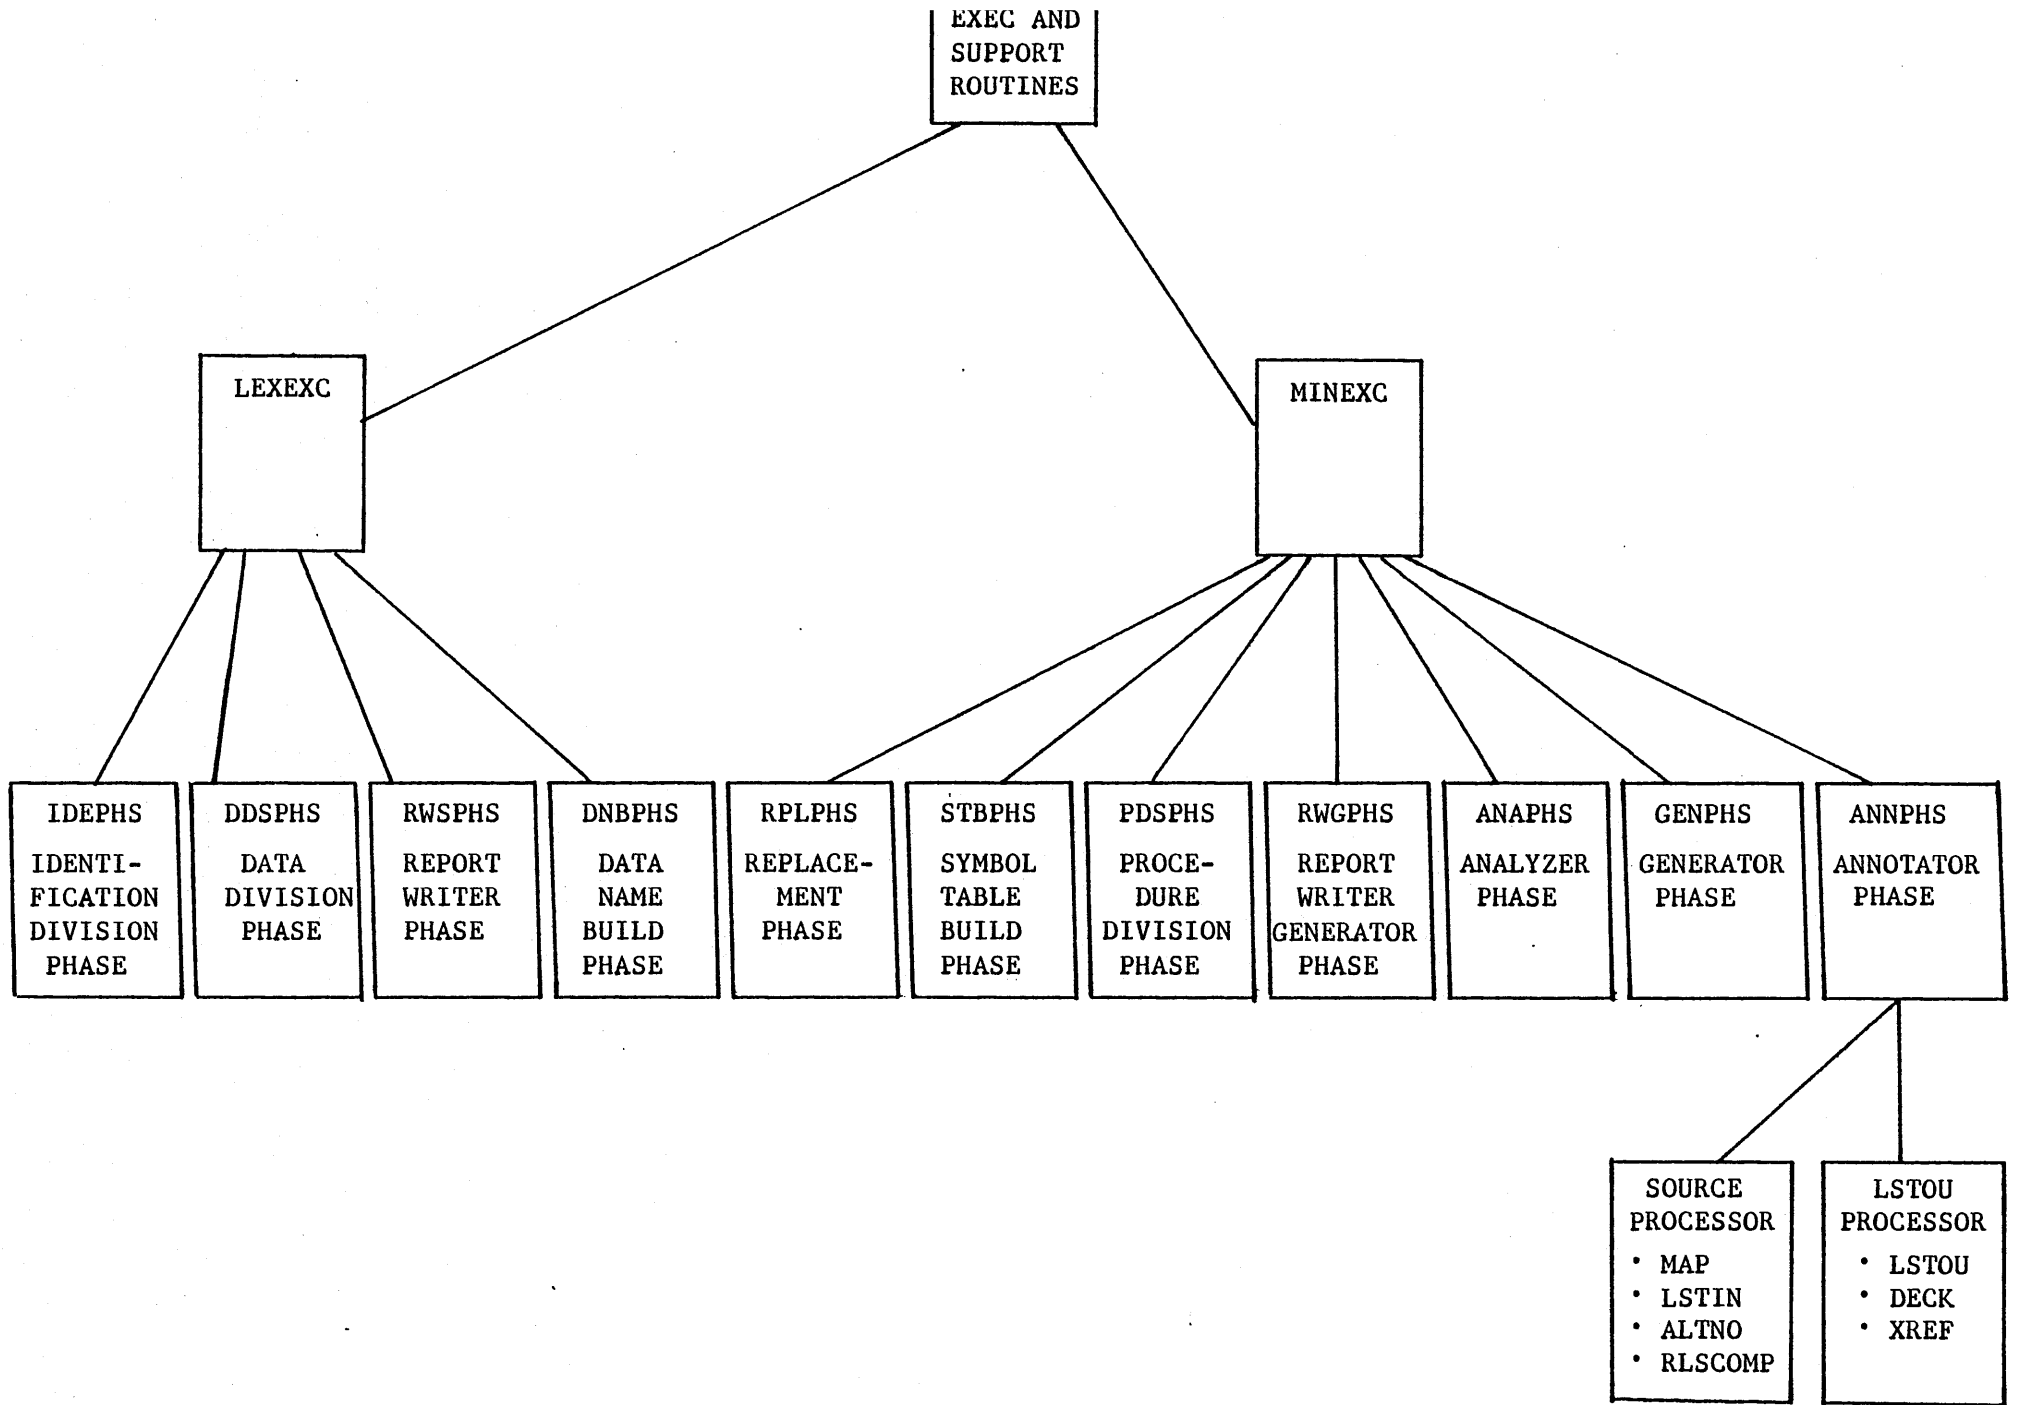 EXEC AND
SUPPORT
ROUTINES
LEXEXC
MINEXC
IDEPHS
IDENTI-
FICATION
DIVISION
PHASE
DDSPHS
DATA
DIVISION
PHASE
RWSPHS
REPORT
WRITER
PHASE
DNBPHS
DATA
NAME
BUILD
PHASE
RPLPHS
REPLACE-
MENT
PHASE
STBPHS
SYMBOL
TABLE
BUILD
PHASE
PDSPHS
PROCE-
DURE
DIVISION
PHASE
RWGPHS
REPORT
WRITER
GENERATOR
PHASE
ANAPHS
ANALYZER
PHASE
GENPHS
GENERATOR
PHASE
ANNPHS
ANNOTATOR
PHASE
SOURCE
PROCESSOR
• MAP
• LSTIN
• ALTNO
• RLSCOMP
LSTOU
PROCESSOR
• LSTOU
• DECK
• XREF